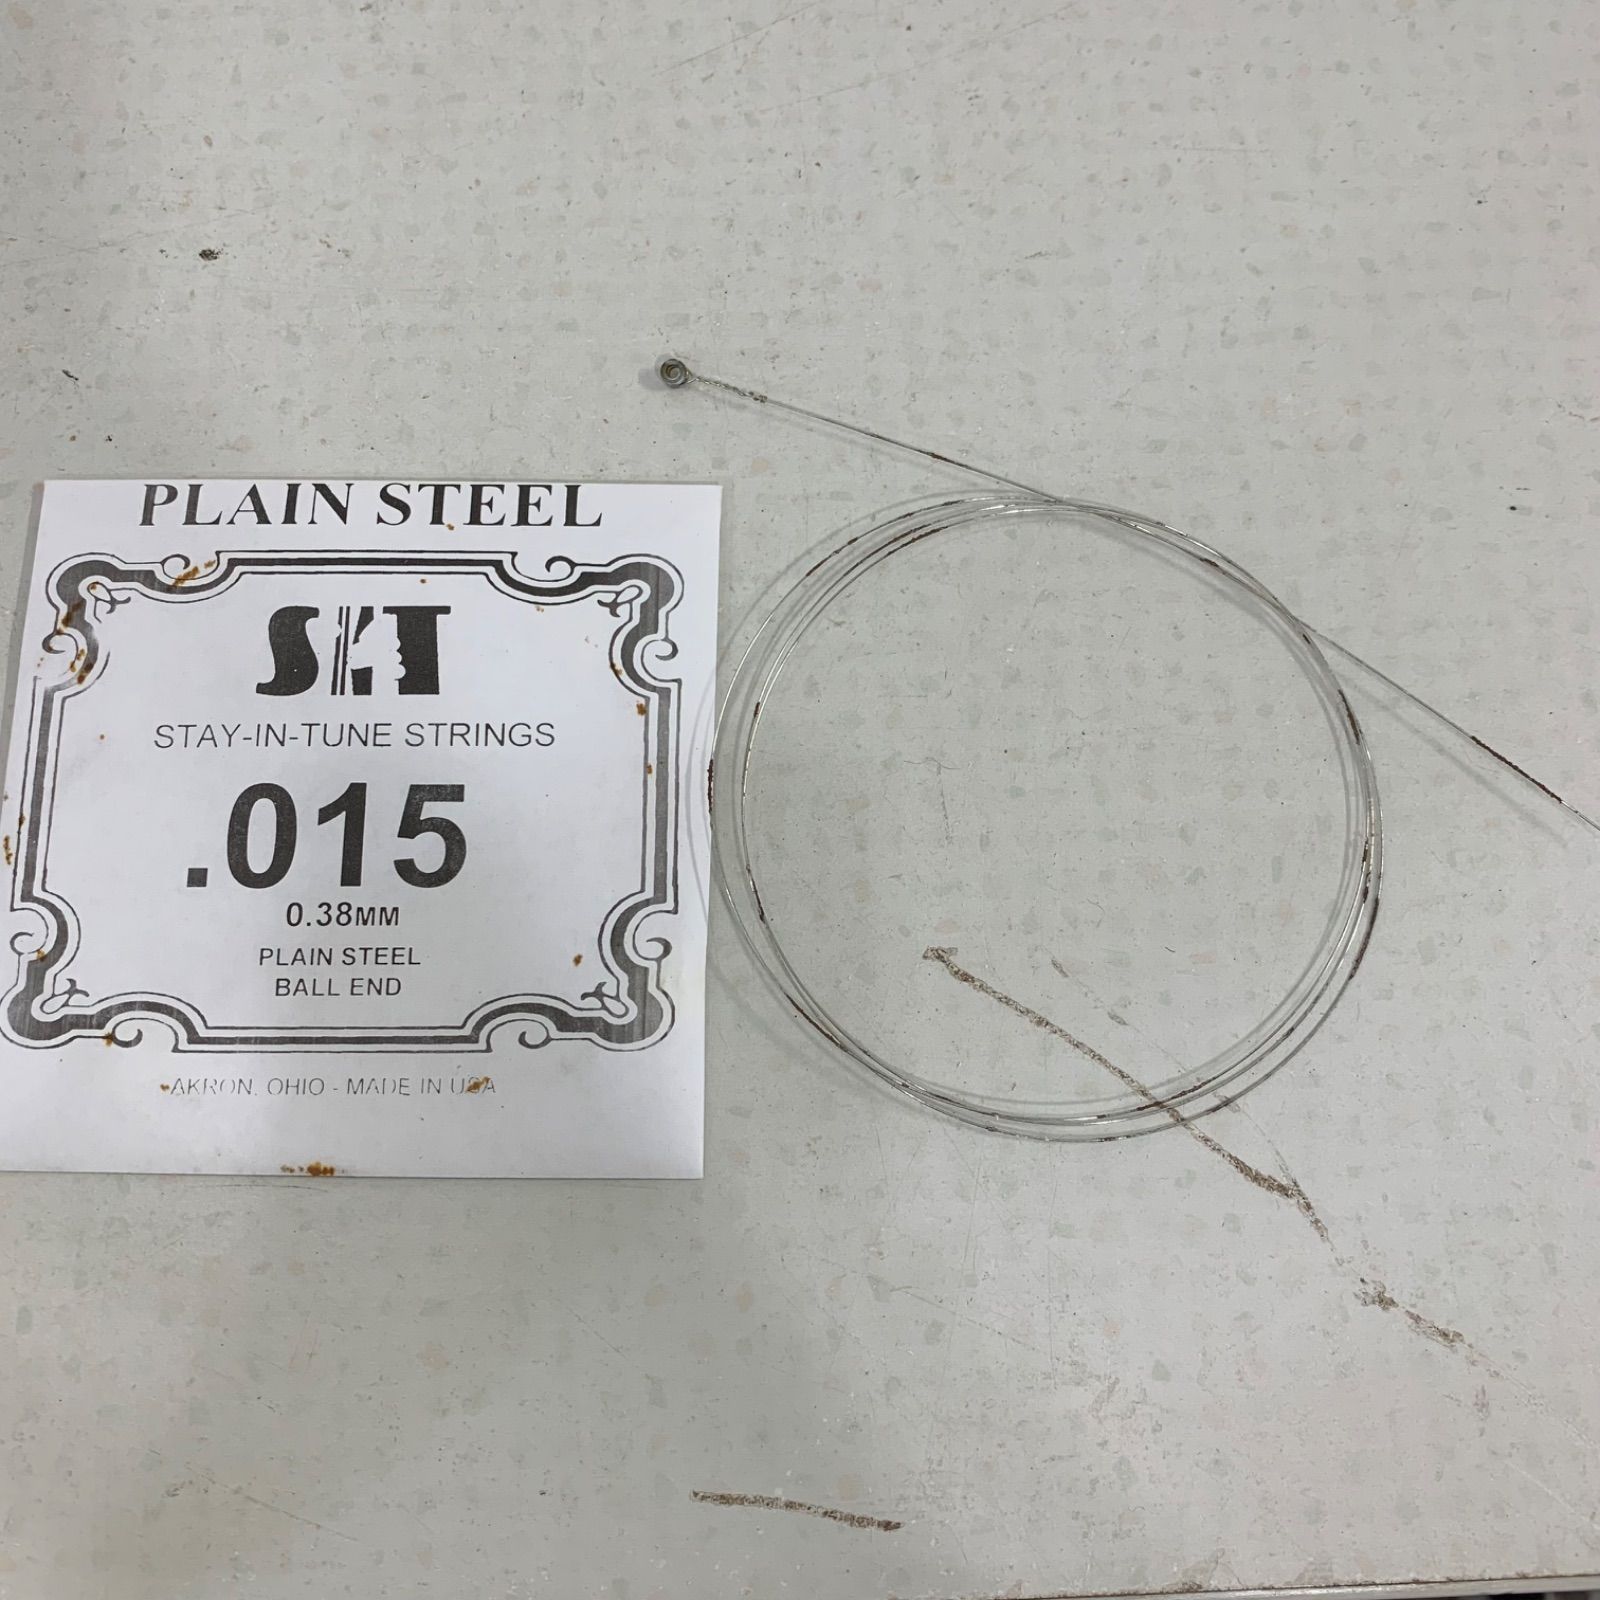 PLAIN STEEL
SIT
STAY-IN-TUNE STRINGS
.015
0.38MM
PLAIN STEEL
BALL END
AKRON, OHIO - MADE IN USA